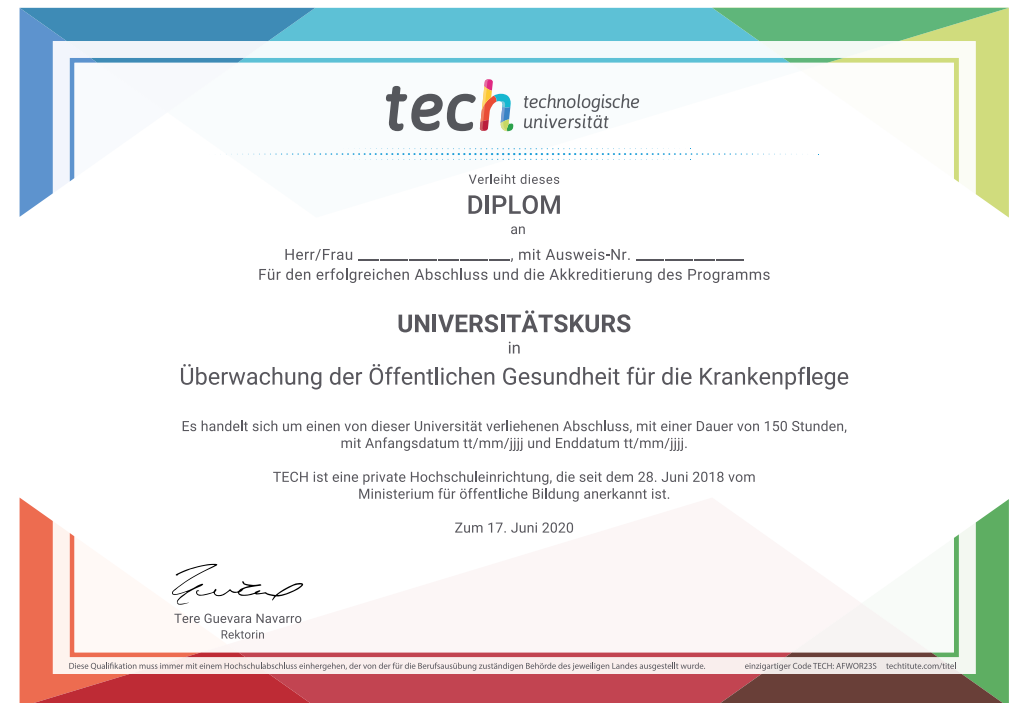 tech technologische
universität
Verleiht dieses
DIPLOM
an
Herr/Frau ____________________, mit Ausweis-Nr. ______________
Für den erfolgreichen Abschluss und die Akkreditierung des Programms
UNIVERSITÄTSKURS
in
Überwachung der Öffentlichen Gesundheit für die Krankenpflege
Es handelt sich um einen von dieser Universität verliehenen Abschluss, mit einer Dauer von 150 Stunden,
mit Anfangsdatum tt/mm/jjjj und Enddatum tt/mm/jjjj.
TECH ist eine private Hochschuleinrichtung, die seit dem 28. Juni 2018 vom
Ministerium für öffentliche Bildung anerkannt ist.
Zum 17. Juni 2020
Tere Guevara Navarro
Rektorin
Diese Qualifikation muss immer mit einem Hochschulabschluss einhergehen, der von der für die Berufsausübung zuständigen Behörde des jeweiligen Landes ausgestellt wurde. einzigartiger Code TECH: AFWOR23S techtitute.com/titel